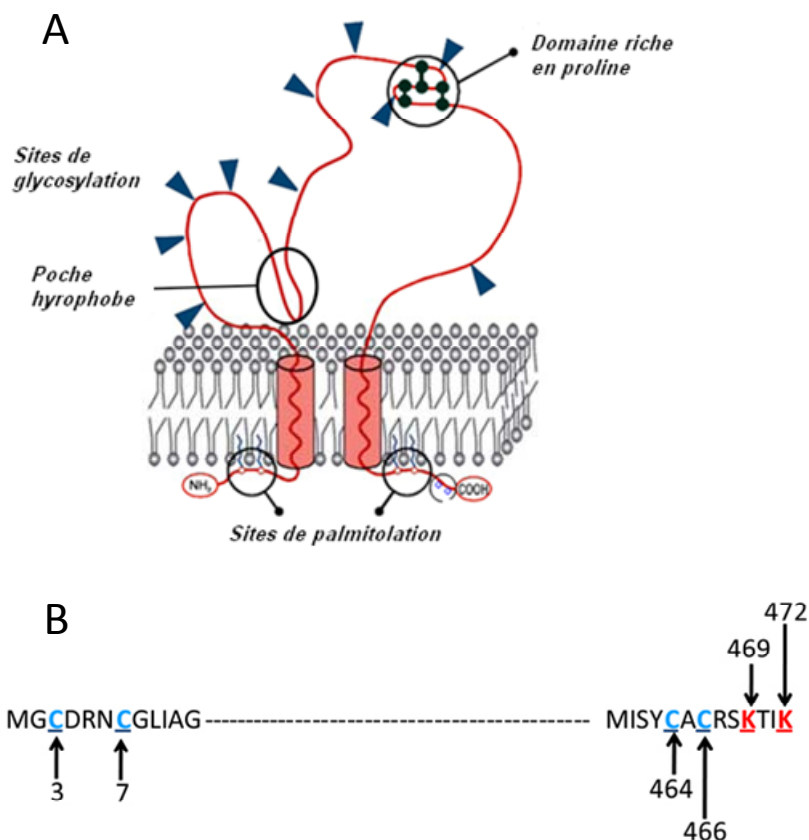 A
Domaine riche
en proline
Sites de
glycosylation
Poche
hyrophobe
NH₂
COOH
Sites de palmitolation
B
472
469
MGCDRNCGLIAG------------------------------------------MISYCACRSKTIK
3
7
464
466